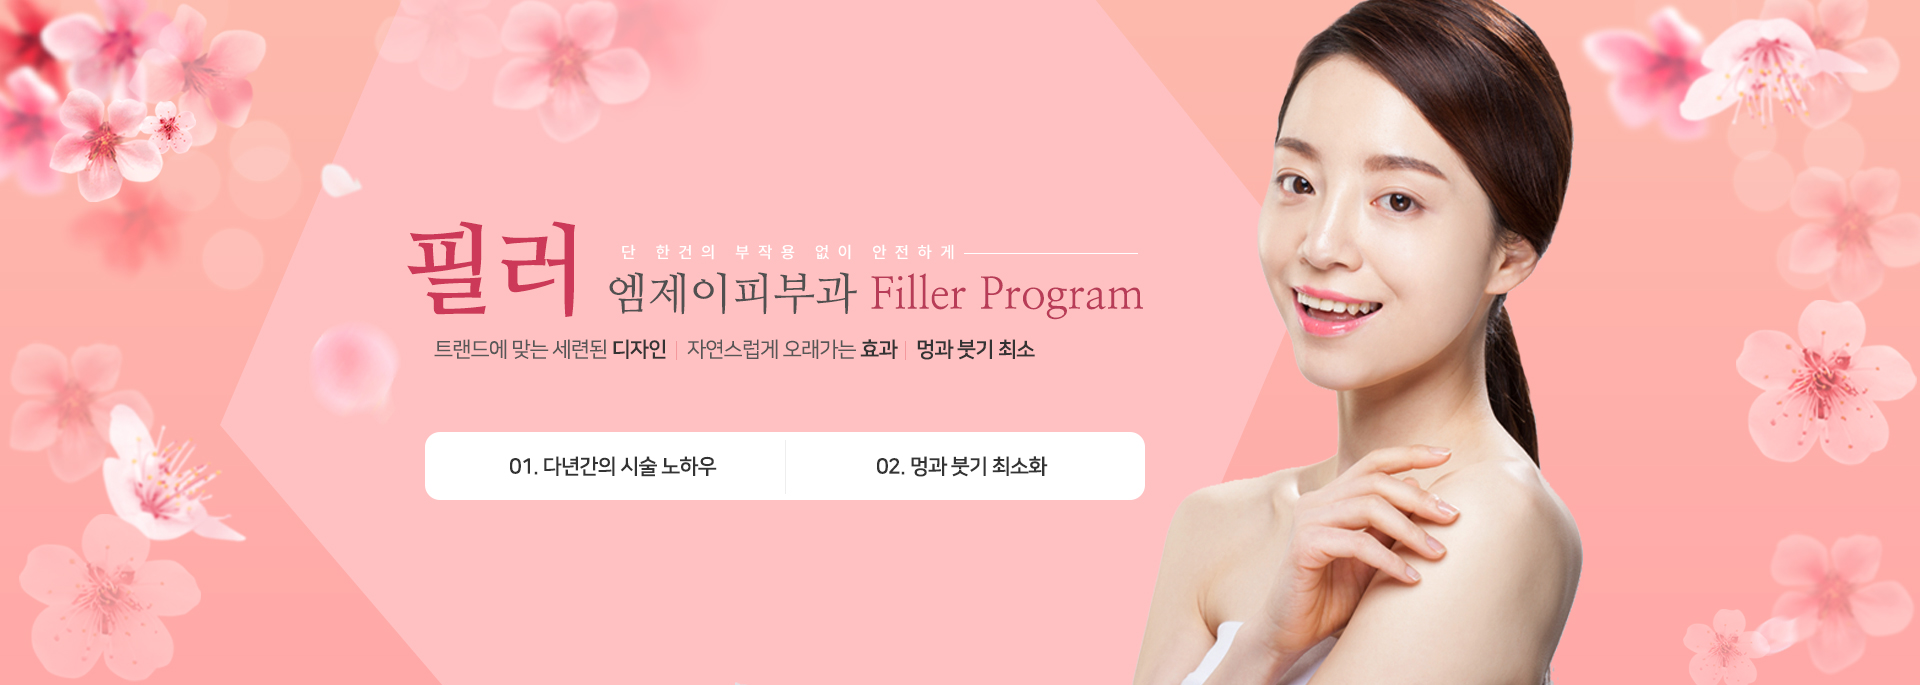 필러
단 한건의 부작용 없이 안전하게
엠제이피부과 Filler Program
트랜드에 맞는 세련된 디자인 | 자연스럽게 오래가는 효과 | 멍과 붓기 최소
01. 다년간의 시술 노하우
02. 멍과 붓기 최소화